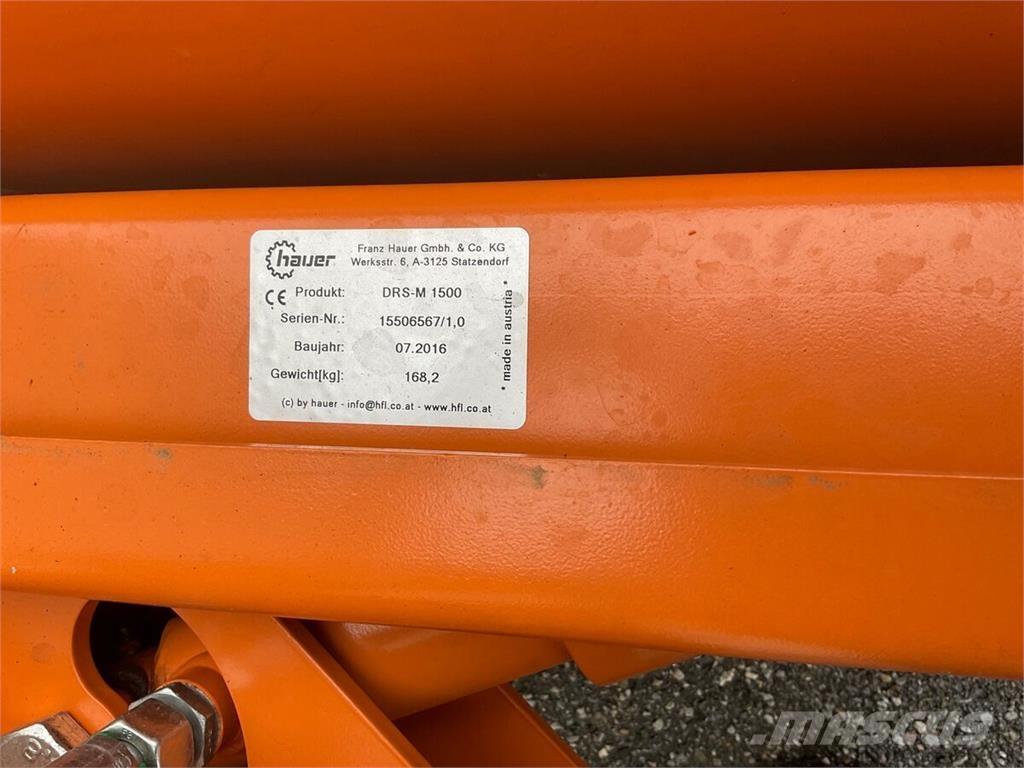 hauer
Franz Hauer Gmbh. & Co. KG
Werksstr. 6, A-3125 Statzendorf
CE Produkt: DRS-M 1500
Serien-Nr.: 15506567/1,0
Baujahr: 07.2016
Gewicht[kg]: 168,2
* made in austria *
(c) by hauer - info@hfl.co.at - www.hfl.co.at
8
MASCUS